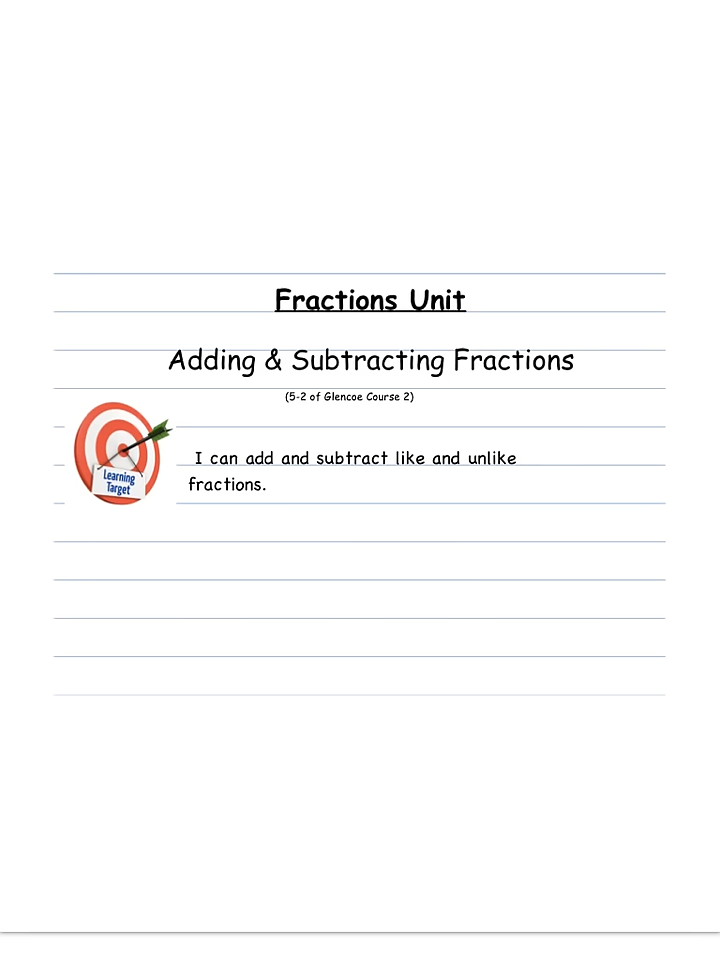 Fractions Unit
Adding & Subtracting Fractions
(5-2 of Glencoe Course 2)
I can add and subtract like and unlike
fractions.
Learning
Target